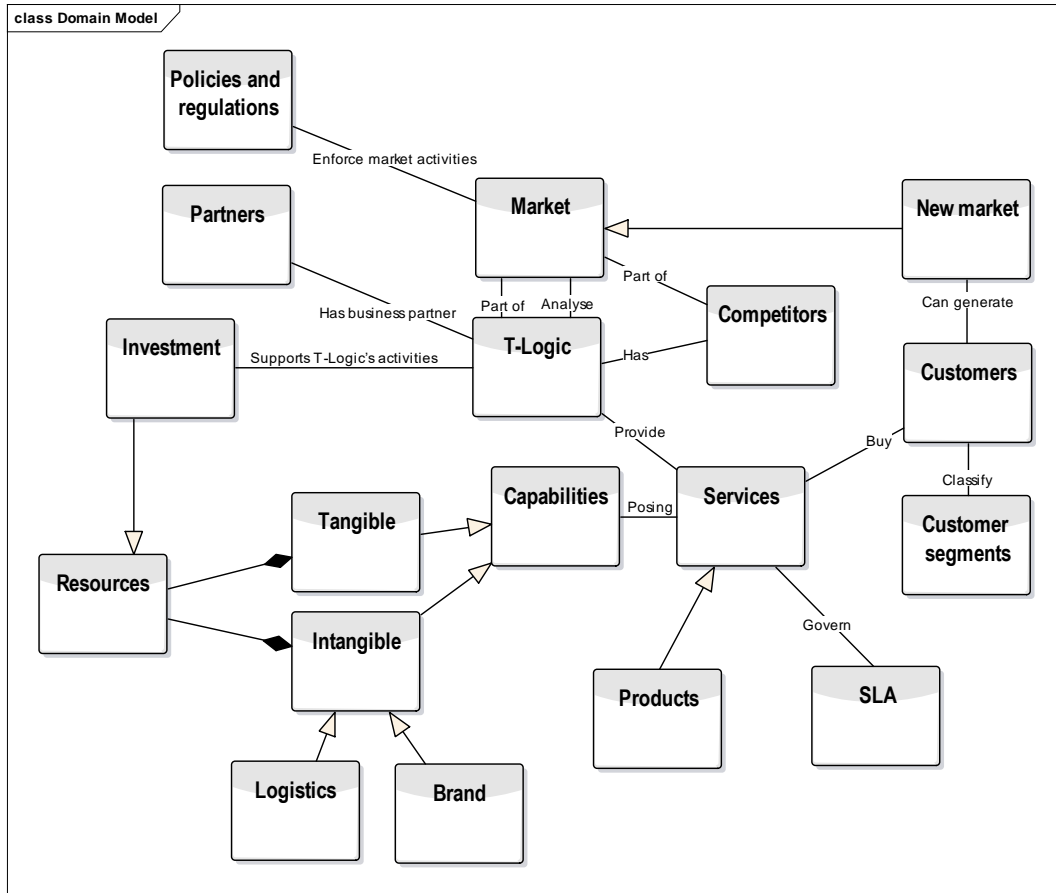 class Domain Model
Policies and
regulations
Enforce market activities
Partners
Market
New market
Part of
Can generate
Has business partner
Part of
Analyse
Competitors
Investment
T-Logic
Customers
Supports T-Logic's activities
Has
Provide
Buy
Classify
Capabilities
Services
Tangible
Posing
Customer
segments
Resources
Intangible
Govern
Products
SLA
Logistics
Brand